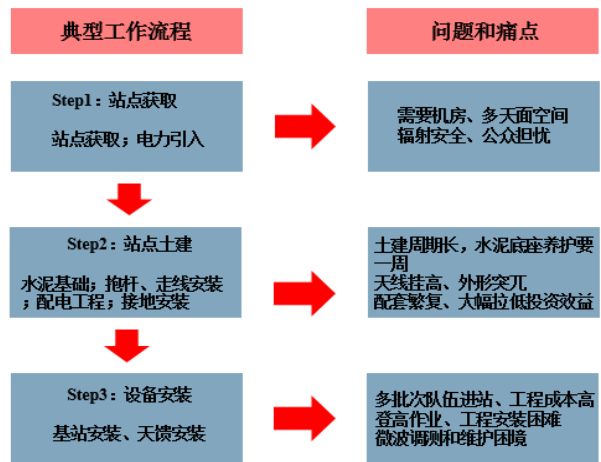 典型工作流程
问题和痛点
Step1：站点获取
站点获取；电力引入
需要机房、多天面空间
辐射安全、公众担忧
Step2：站点土建
水泥基础；抱杆、走线安装
；配电工程；接地安装
土建周期长，水泥底座养护要
一周
天线挂高、外形突兀
配套繁复、大幅拉低投资效益
Step3：设备安装
基站安装、天馈安装
多批次队伍进站、工程成本高
登高作业、工程安装困难
微波调测和维护困境